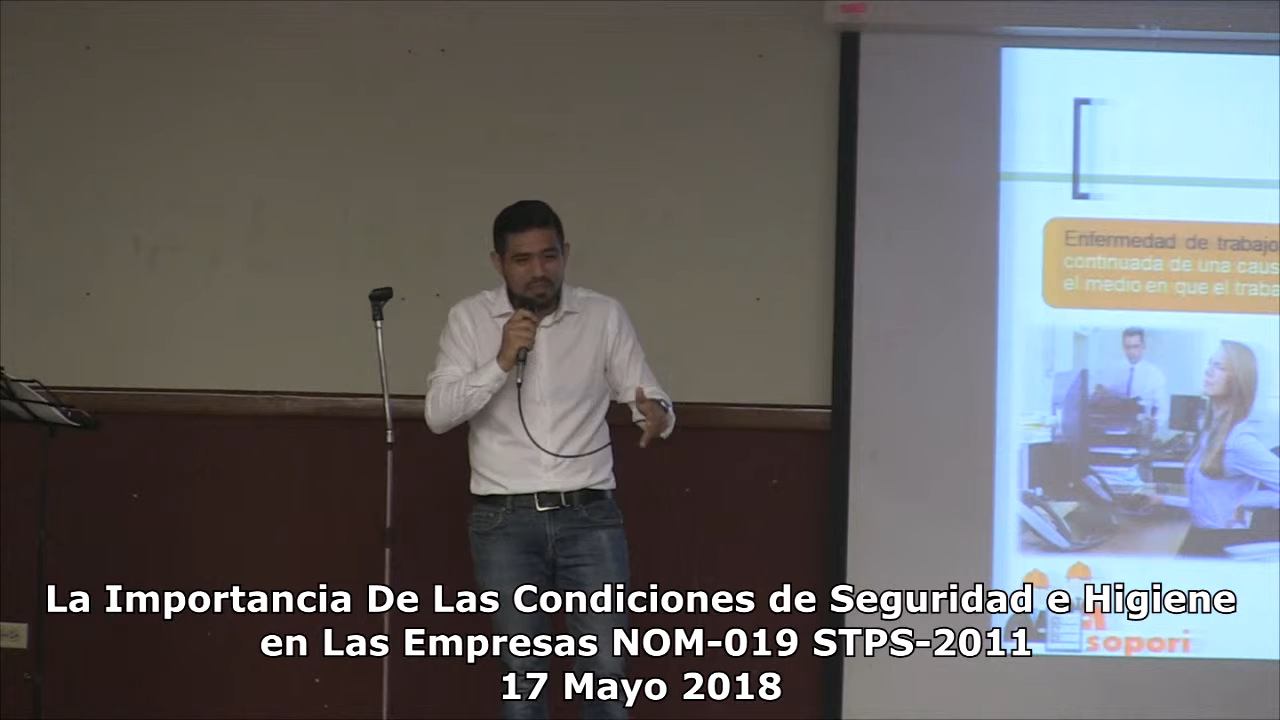 Enfermedad de trabajo
continuada de una caus
el medio en que el traba
La Importancia De Las Condiciones de Seguridad e Higiene
en Las Empresas NOM-019 STPS-2011
17 Mayo 2018
sopori